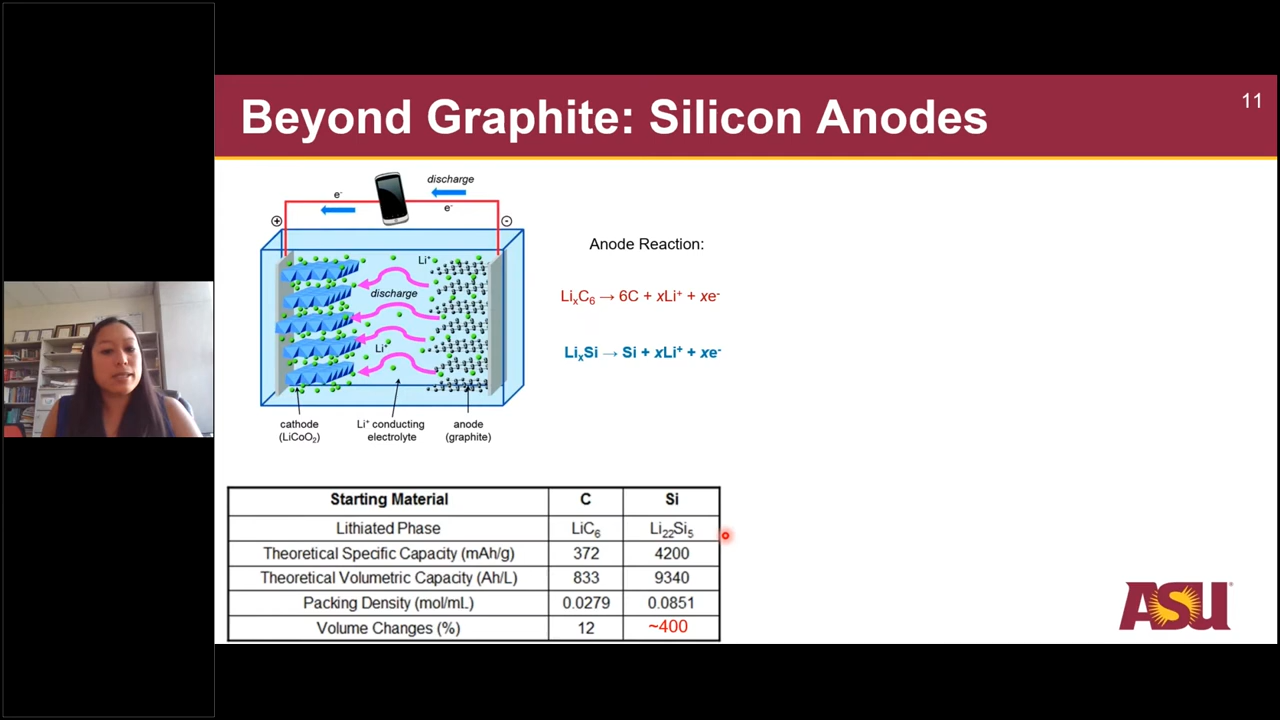 Beyond Graphite: Silicon Anodes
11
discharge
e⁻
e⁻
+
-
Li⁺
discharge
Li⁺
cathode
(LiCoO₂)
Li⁺ conducting
electrolyte
anode
(graphite)
Anode Reaction:
LiₓC₆ → 6C + xLi⁺ + xe⁻
LiₓSi → Si + xLi⁺ + xe⁻
Starting Material C Si
Lithiated Phase LiC₆ Li₂₂Si₅
Theoretical Specific Capacity (mAh/g) 372 4200
Theoretical Volumetric Capacity (Ah/L) 833 9340
Packing Density (mol/mL) 0.0279 0.0851
Volume Changes (%) 12 ~400
ASU